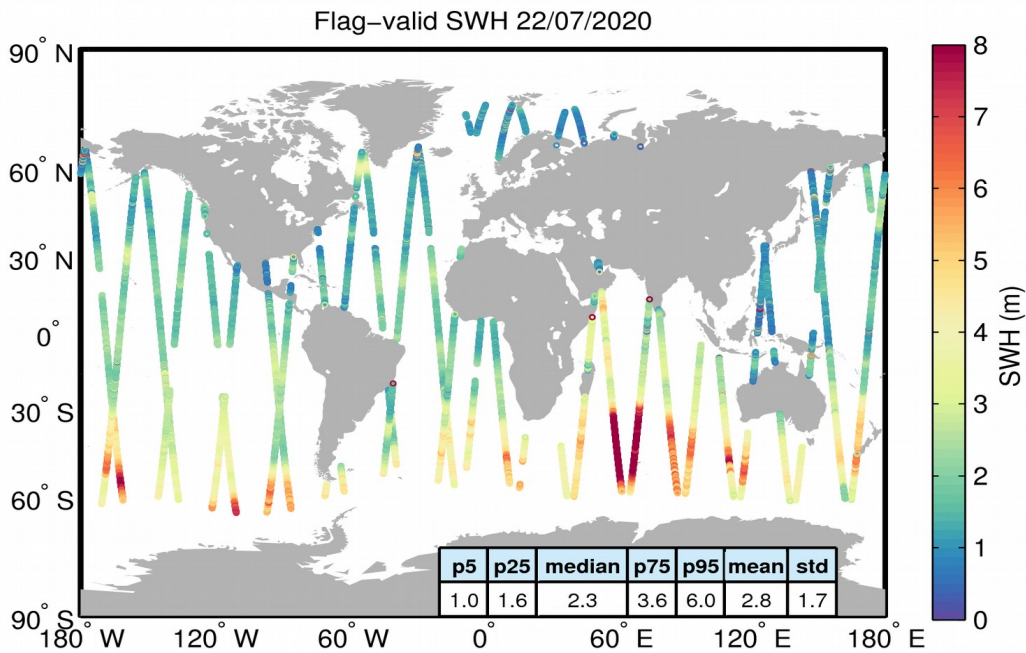 Flag−valid SWH 22/07/2020
90° N
60° N
30° N
0°
30° S
60° S
90° S
180° W
120° W
60° W
0°
60° E
120° E
180° E
p5 p25 median p75 p95 mean std
1.0 1.6 2.3 3.6 6.0 2.8 1.7
8
7
6
5
4
3
2
1
0
SWH (m)